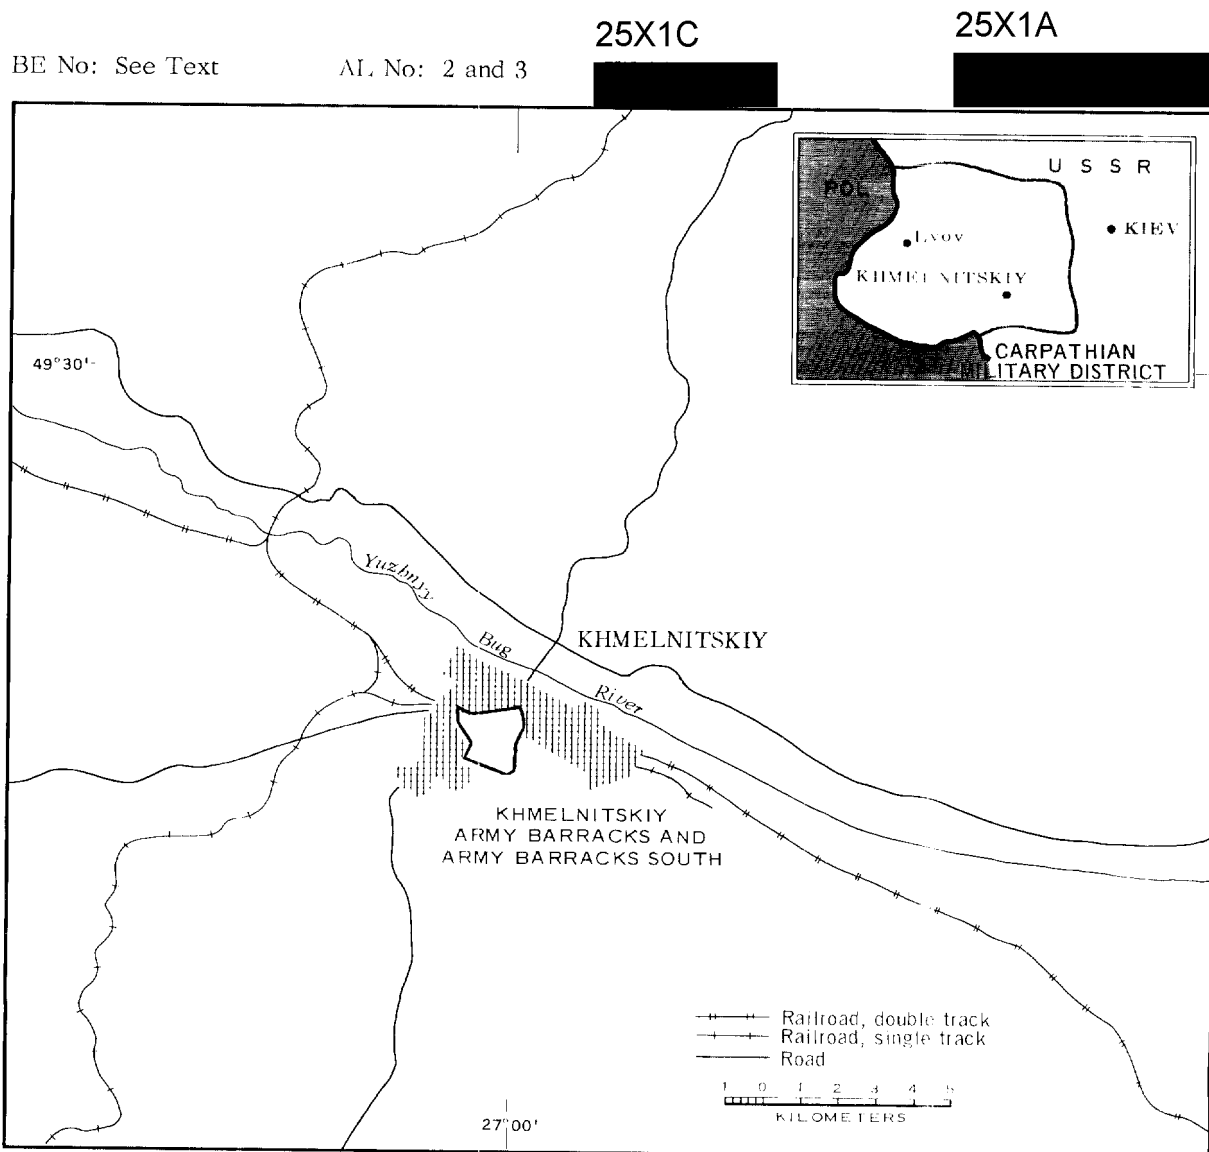 25X1C
25X1A
BE No: See Text
AL No: 2 and 3
U S S R
POL
KIEV
Lvov
KHMELNITSKIY
CARPATHIAN
MILITARY DISTRICT
49°30'
Yuzhnyy
Bug
River
KHMELNITSKIY
KHMELNITSKIY
ARMY BARRACKS AND
ARMY BARRACKS SOUTH
Railroad, double track
Railroad, single track
Road
1 0 1 2 3 4 5
KILOMETERS
27°00'